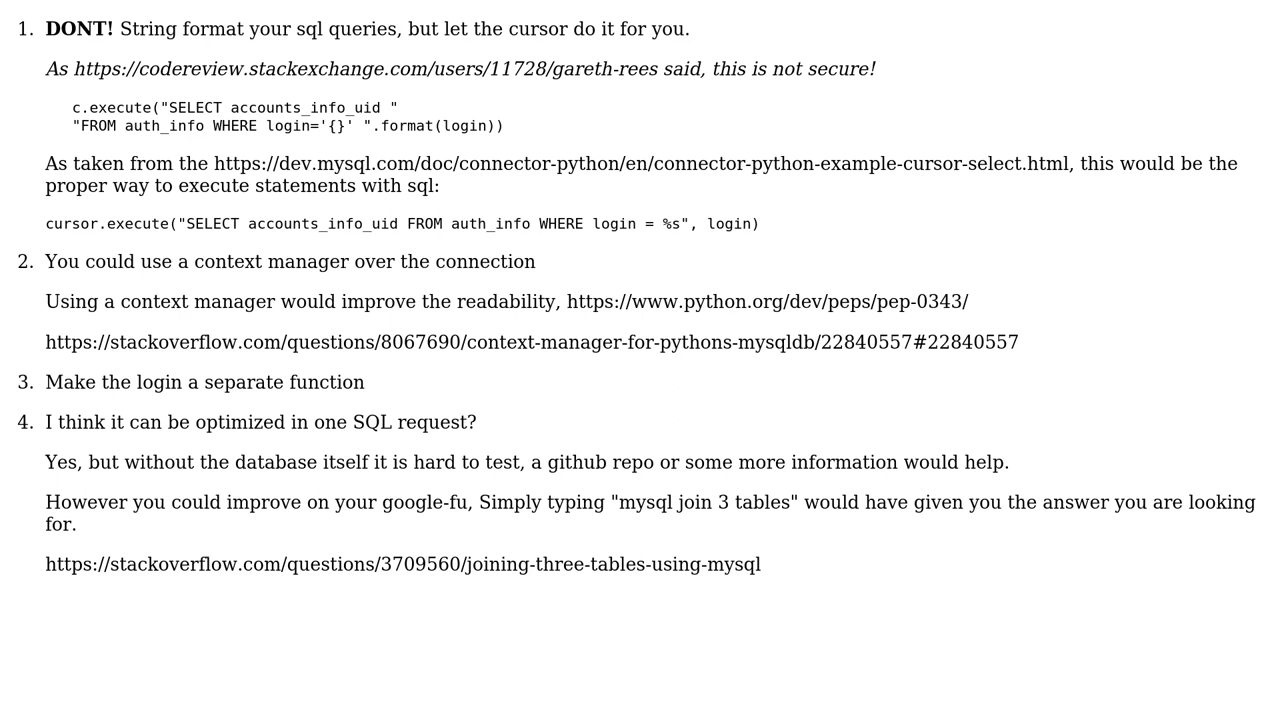 1. DONT! String format your sql queries, but let the cursor do it for you.
As https://codereview.stackexchange.com/users/11728/gareth-rees said, this is not secure!
c.execute("SELECT accounts_info_uid "
"FROM auth_info WHERE login='{}' ".format(login))
As taken from the https://dev.mysql.com/doc/connector-python/en/connector-python-example-cursor-select.html, this would be the
proper way to execute statements with sql:
cursor.execute("SELECT accounts_info_uid FROM auth_info WHERE login = %s", login)
2. You could use a context manager over the connection
Using a context manager would improve the readability, https://www.python.org/dev/peps/pep-0343/
https://stackoverflow.com/questions/8067690/context-manager-for-pythons-mysqldb/22840557#22840557
3. Make the login a separate function
4. I think it can be optimized in one SQL request?
Yes, but without the database itself it is hard to test, a github repo or some more information would help.
However you could improve on your google-fu, Simply typing "mysql join 3 tables" would have given you the answer you are looking
for.
https://stackoverflow.com/questions/3709560/joining-three-tables-using-mysql